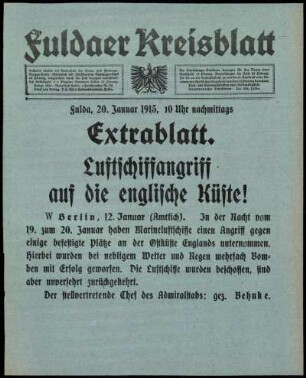 Fuldaer Kreisblatt
Fulda, 20. Januar 1915, 10 Uhr nachmittags
Extrablatt.
Luftschiffangriff
auf die englische Küste!
W Berlin, 12. Januar (Amtlich). In der Nacht vom
19. zum 20. Januar haben Marineluftschiffe einen Angriff gegen
einige befestigte Plätze an der Ostküste Englands unternommen.
Hierbei wurden bei nebligem Wetter und Regen mehrfach Bom-
ben mit Erfolg geworfen. Die Luftschiffe wurden beschossen, sind
aber unversehrt zurückgekehrt.
Der stellvertretende Chef des Admiralstabs: gez. Behnke.